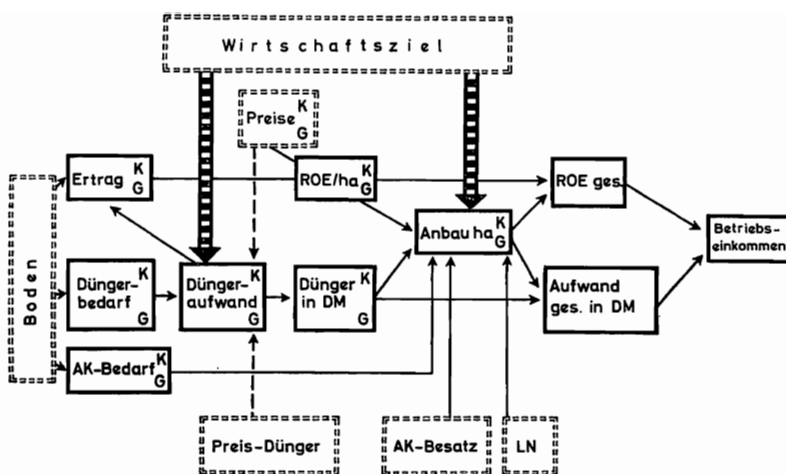 Wirtschaftsziel
Preise K
G
Ertrag K
G
ROE/ha K
G
ROE ges.
Anbau ha K
G
Betriebs-
einkommen
Boden
Dünger-
bedarf
K
G
Dünger-
aufwand
K
G
Dünger
in DM
K
G
Aufwand
ges. in DM
AK-Bedarf K
G
Preis-Dünger
AK-Besatz
LN